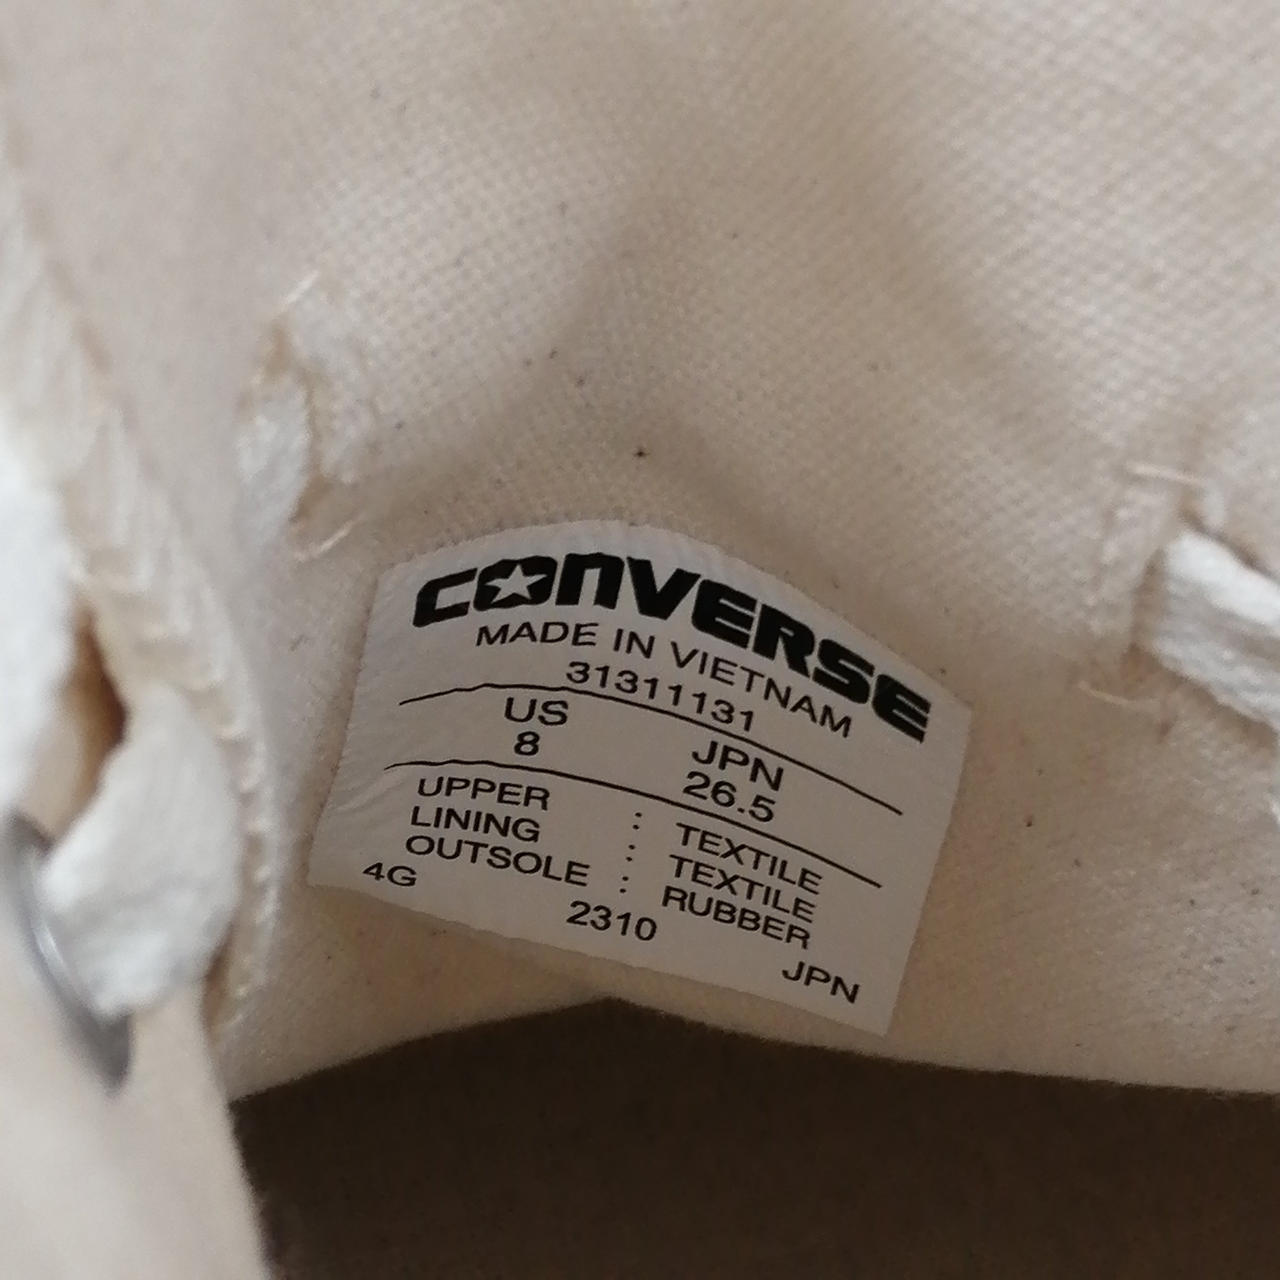 CONVERSE
MADE IN VIETNAM
31311131
US JPN
8 26.5
UPPER : TEXTILE
LINING : TEXTILE
OUTSOLE : RUBBER
4G 2310 JPN